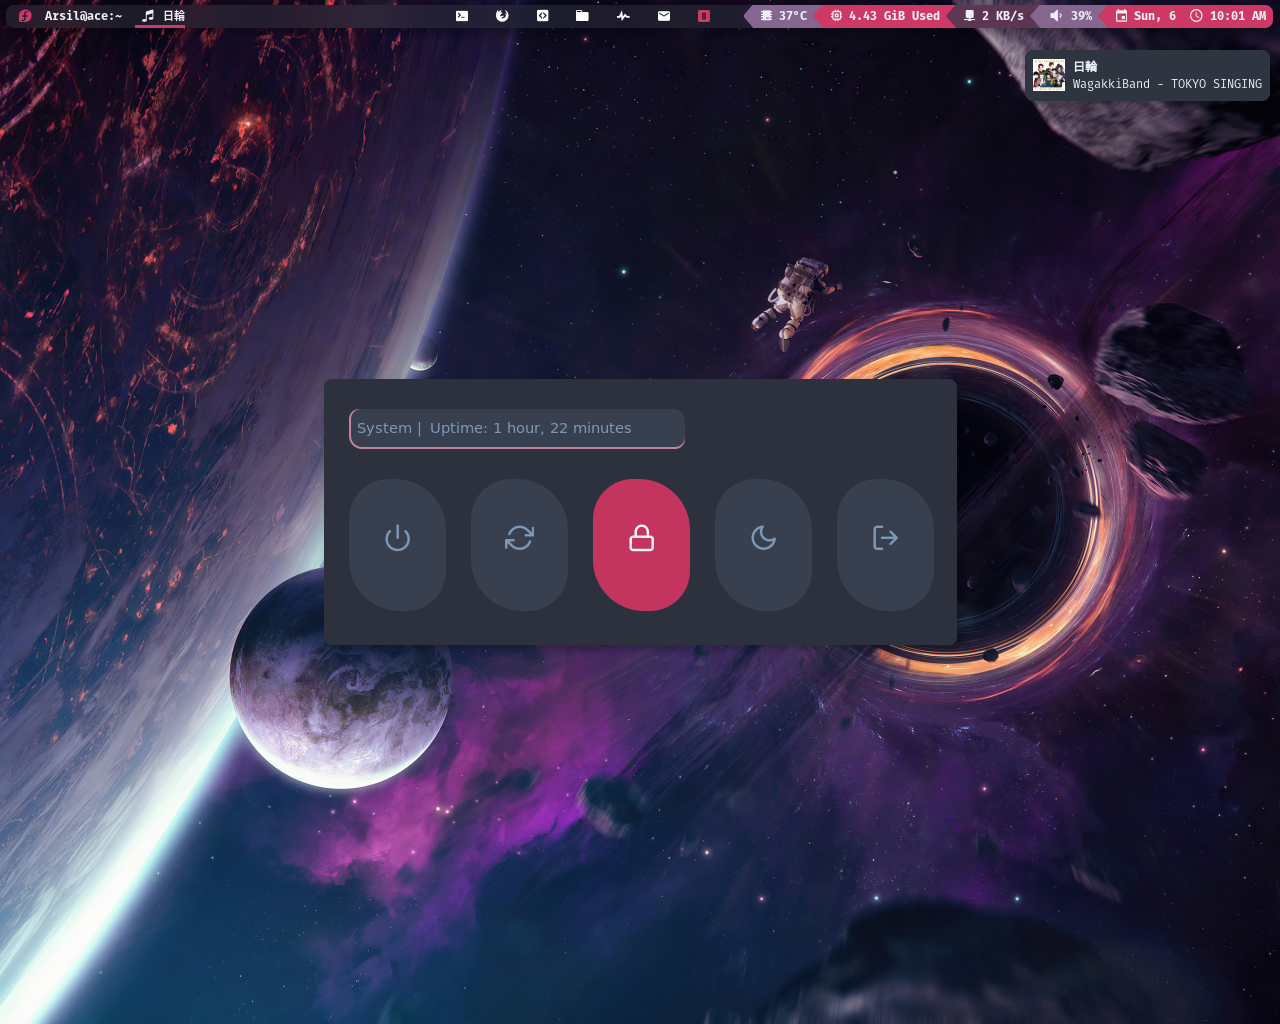 Arsil@ace:~ 日輪 37°C 4.43 GiB Used 2 KB/s 39% Sun, 6 10:01 AM
日輪
WagakkiBand - TOKYO SINGING
System | Uptime: 1 hour, 22 minutes